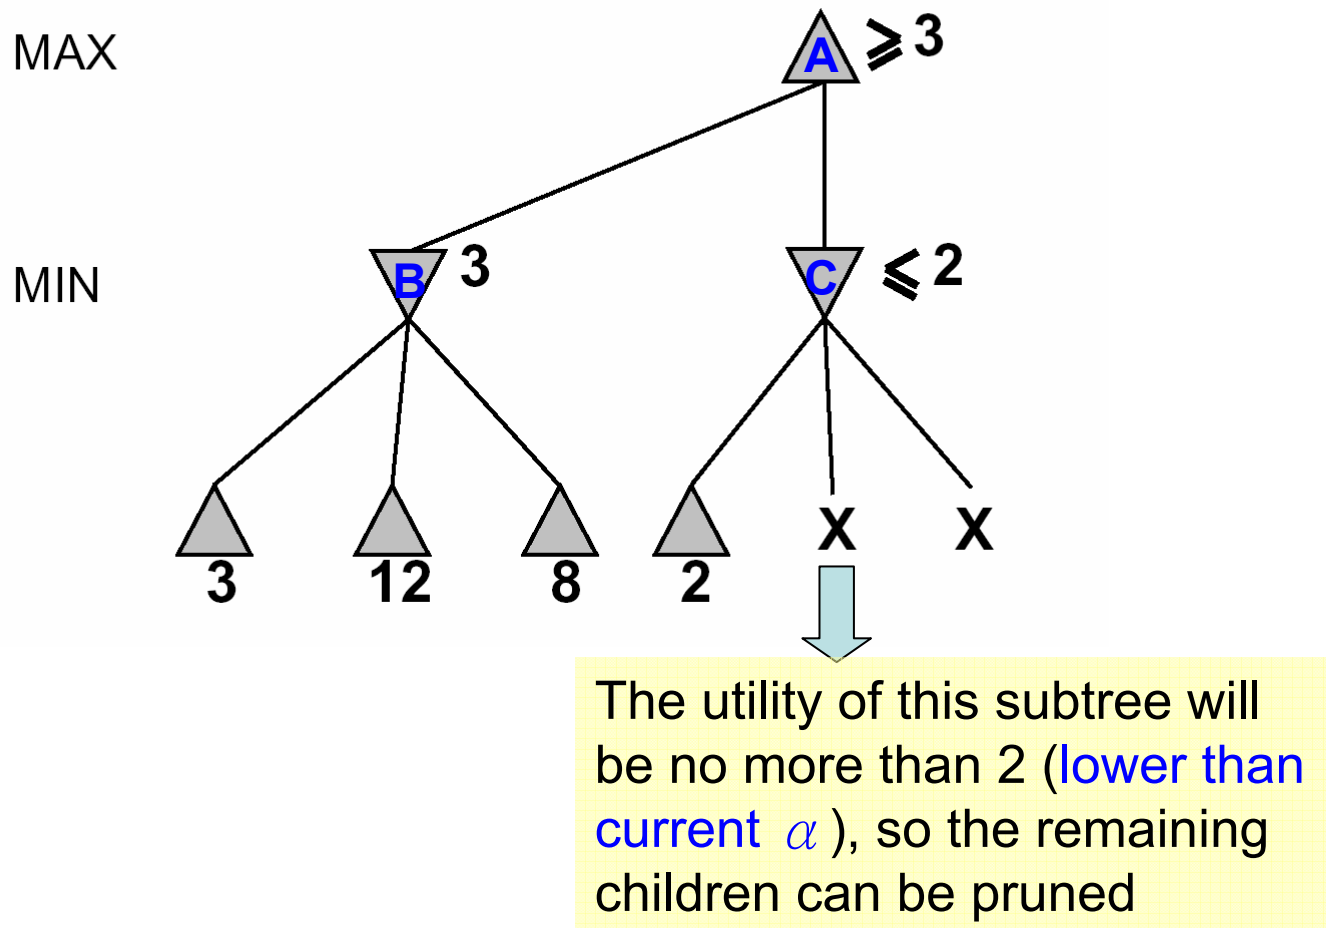 MAX
A ⩾ 3
MIN
B 3
C ⩽ 2
X X
3 12 8 2
The utility of this subtree will
be no more than 2 (lower than
current α ), so the remaining
children can be pruned